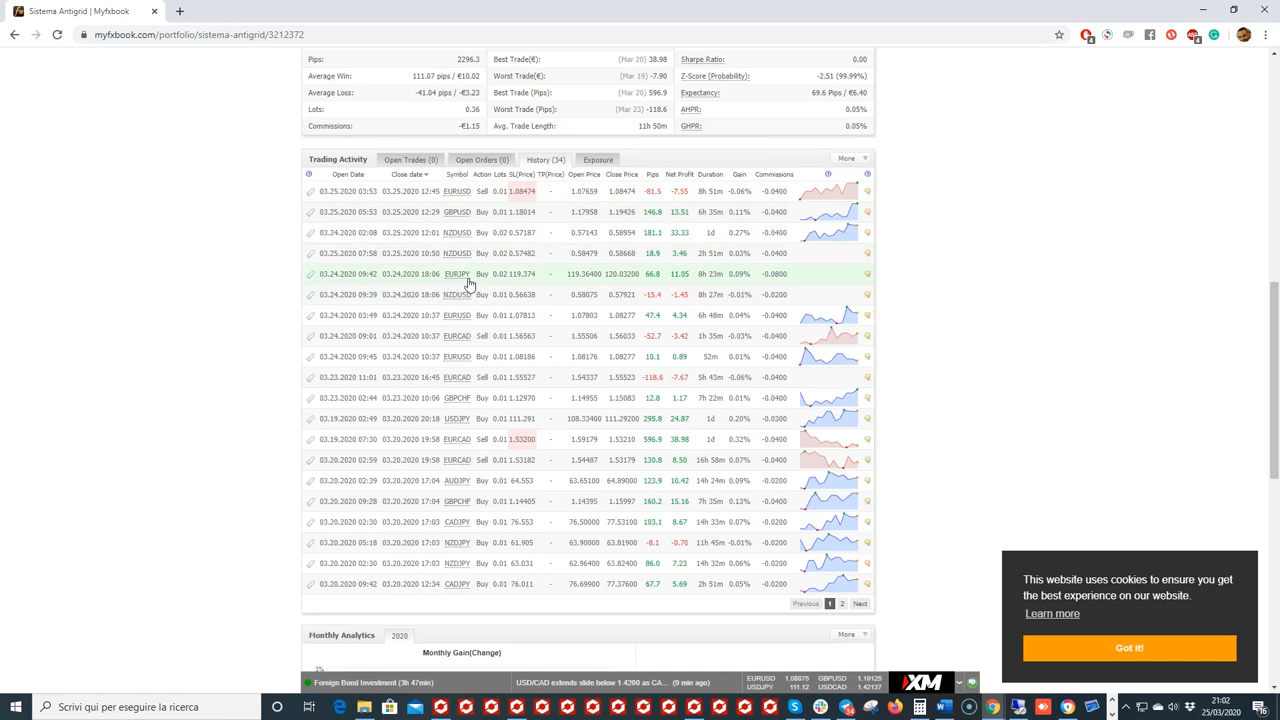 Sistema Antigrid | Myfxbook
myfxbook.com/portfolio/sistema-antigrid/3212372
Pips: 2296.3 Best Trade(€) (Mar 20) 38.98 Sharpe Ratio: 0.00
Average Win: 111.07 pips / €10.02 Worst Trade(€): (Mar 19) -7.90 Z-Score (Probability): -2.51 (99.99%)
Average Loss: -41.04 pips / -€3.23 Best Trade (Pips): (Mar 20) 596.9 Expectancy: 69.6 Pips / €6.40
Lots: 0.36 Worst Trade (Pips): (Mar 23) -118.6 AHPR: 0.05%
Commissions: -€1.15 Avg. Trade Length: 11h 50m GHPR: 0.05%
Trading Activity Open Trades (0) Open Orders (0) History (34) Exposure More
Open Date Close date Symbol Action Lots SL(Price) TP(Price) Open Price Close Price Pips Net Profit Duration Gain Commissions
03.25.2020 03:53 03.25.2020 12:45 EURUSD Sell 0.01 1.08474 - 1.07659 1.08474 -81.5 -7.55 8h 51m -0.06% -0.0400
03.25.2020 05:53 03.25.2020 12:29 GBPUSD Buy 0.01 1.18014 - 1.17958 1.19426 146.8 13.51 6h 35m 0.11% -0.0400
03.24.2020 02:08 03.25.2020 12:01 NZDUSD Buy 0.02 0.57187 - 0.57143 0.58954 181.1 33.33 1d 0.27% -0.0400
03.25.2020 07:58 03.25.2020 10:50 NZDUSD Buy 0.02 0.57482 - 0.58479 0.58668 18.9 3.46 2h 51m 0.03% -0.0400
03.24.2020 09:42 03.24.2020 18:06 EURJPY Buy 0.02 119.374 - 119.36400 120.03200 66.8 11.05 8h 23m 0.09% -0.0800
03.24.2020 09:39 03.24.2020 18:06 NZDUSD Buy 0.01 0.56638 - 0.58075 0.57921 -15.4 -1.45 8h 27m -0.01% -0.0200
03.24.2020 03:49 03.24.2020 10:37 EURUSD Buy 0.01 1.07813 - 1.07803 1.08277 47.4 4.34 6h 48m 0.04% -0.0400
03.24.2020 09:01 03.24.2020 10:37 EURCAD Sell 0.01 1.56563 - 1.55506 1.56033 -52.7 -3.42 1h 35m -0.03% -0.0400
03.24.2020 09:45 03.24.2020 10:37 EURUSD Buy 0.01 1.08186 - 1.08176 1.08277 10.1 0.89 52m 0.01% -0.0400
03.23.2020 11:01 03.23.2020 16:45 EURCAD Sell 0.01 1.55527 - 1.54337 1.55523 -118.6 -7.67 5h 43m -0.06% -0.0400
03.23.2020 02:44 03.23.2020 10:06 GBPCHF Buy 0.01 1.12970 - 1.14955 1.15083 12.8 1.17 7h 22m 0.01% -0.0400
03.19.2020 02:49 03.20.2020 20:18 USDJPY Buy 0.01 111.291 - 108.33400 111.29200 295.8 24.87 1d 0.20% -0.0300
03.19.2020 07:30 03.20.2020 19:58 EURCAD Sell 0.01 1.53200 - 1.59179 1.53210 596.9 38.98 1d 0.32% -0.0400
03.20.2020 02:59 03.20.2020 19:58 EURCAD Sell 0.01 1.53182 - 1.54487 1.53179 130.8 8.50 16h 58m 0.07% -0.0400
03.20.2020 02:39 03.20.2020 17:04 AUDJPY Buy 0.01 64.553 - 63.65100 64.89000 123.9 10.42 14h 24m 0.09% -0.0200
03.20.2020 09:28 03.20.2020 17:04 GBPCHF Buy 0.01 1.14405 - 1.14395 1.15997 160.2 15.16 7h 35m 0.13% -0.0400
03.20.2020 02:30 03.20.2020 17:03 CADJPY Buy 0.01 76.553 - 76.50000 77.53100 103.1 8.67 14h 33m 0.07% -0.0200
03.20.2020 05:18 03.20.2020 17:03 NZDJPY Buy 0.01 61.905 - 63.90000 63.81900 -8.1 -0.70 11h 45m -0.01% -0.0200
03.20.2020 02:30 03.20.2020 17:03 NZDJPY Buy 0.01 63.031 - 62.96400 63.82400 86.0 7.23 14h 32m 0.06% -0.0200
03.20.2020 09:42 03.20.2020 12:34 CADJPY Buy 0.01 76.011 - 76.69900 77.37600 67.7 5.69 2h 51m 0.05% -0.0200
Previous 1 2 Next
Monthly Analytics 2020 More
Monthly Gain(Change)
1%
This website uses cookies to ensure you get
the best experience on our website.
Learn more
Got it!
Foreign Bond Investment (3h 47min) USD/CAD extends slide below 1.4200 as CA... (9 min ago) EURUSD 1.08875 GBPUSD 1.19125 XM
USDJPY 111.12 USDCAD 1.42137
Scrivi qui per eseguire la ricerca
21:02
25/03/2020
16